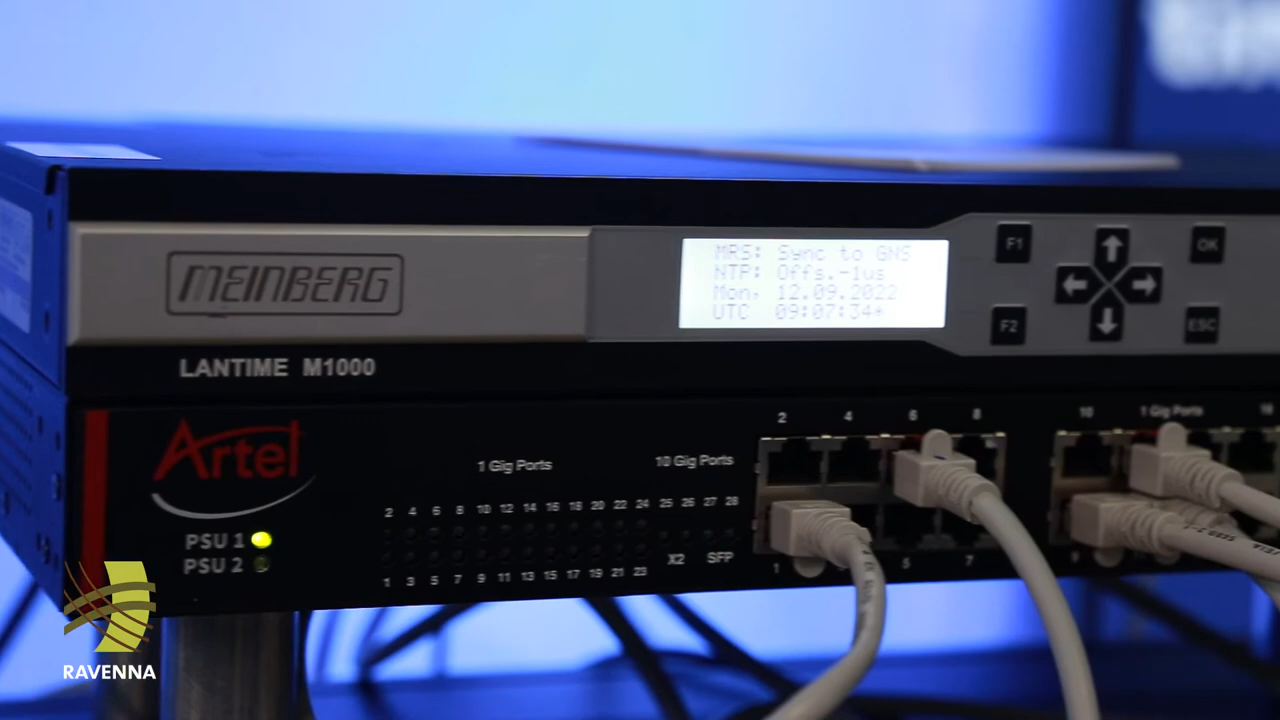 MEINBERG
LANTIME M1000
MRS: Sync to GNS
NTP: Offs.-1us
Mon, 12.09.2022
UTC 09:07:34*
F1
OK
F2
ESC
Artel
PSU 1
PSU 2
1 Gig Ports
10 Gig Ports
2 4 6 8 10 12 14 16 18 20 22 24 25 26 27 28
1 3 5 7 9 11 13 15 17 19 21 23
X2 SFP
2 4 6 8
1 5 7
10 1 Gig Ports 16
9
RAVENNA